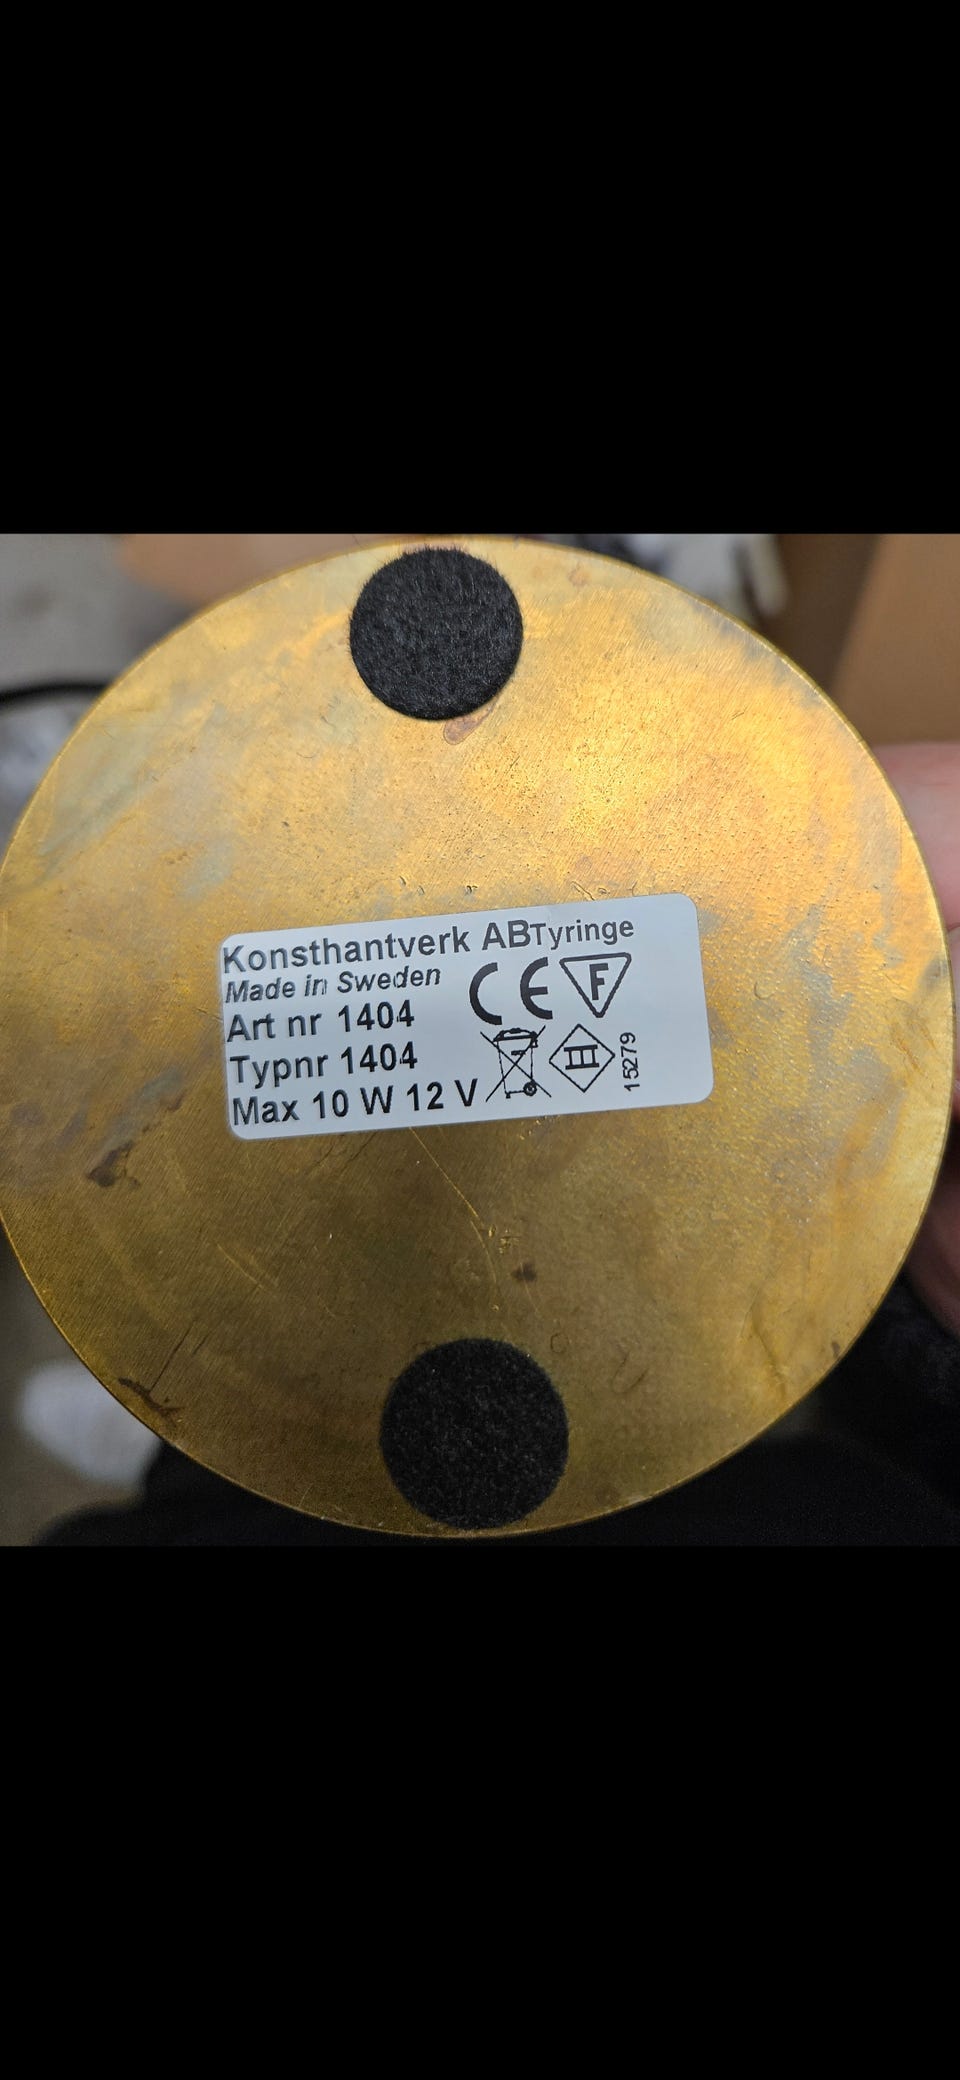 Konsthantverk AB Tyringe
Made in Sweden
Art nr 1404
Typnr 1404
Max 10 W 12 V
CE
F
15279